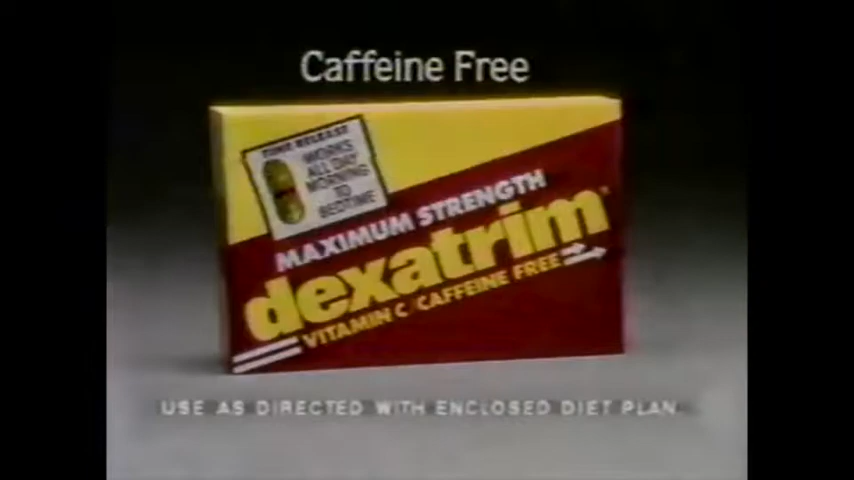 Caffeine Free
TIME RELEASE
WORKS
ALL DAY
MORNING
TO
BEDTIME
MAXIMUM STRENGTH
dexatrim
VITAMIN C/CAFFEINE FREE
USE AS DIRECTED WITH ENCLOSED DIET PLAN